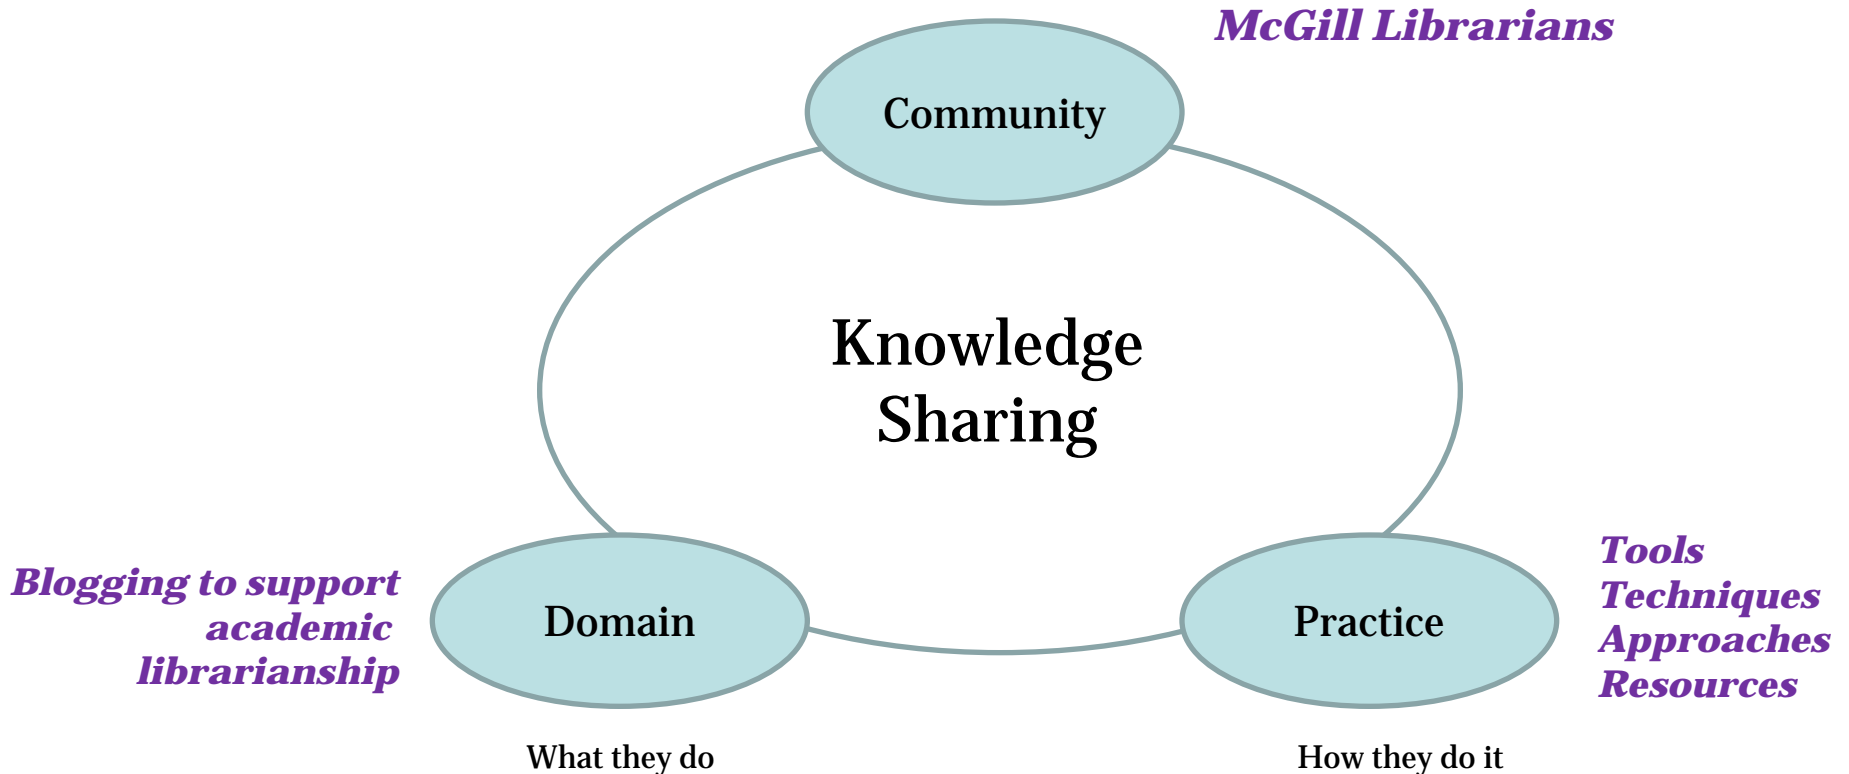 McGill Librarians
Community
Knowledge
Sharing
Blogging to support
academic
librarianship
Domain
Practice
Tools
Techniques
Approaches
Resources
What they do
How they do it